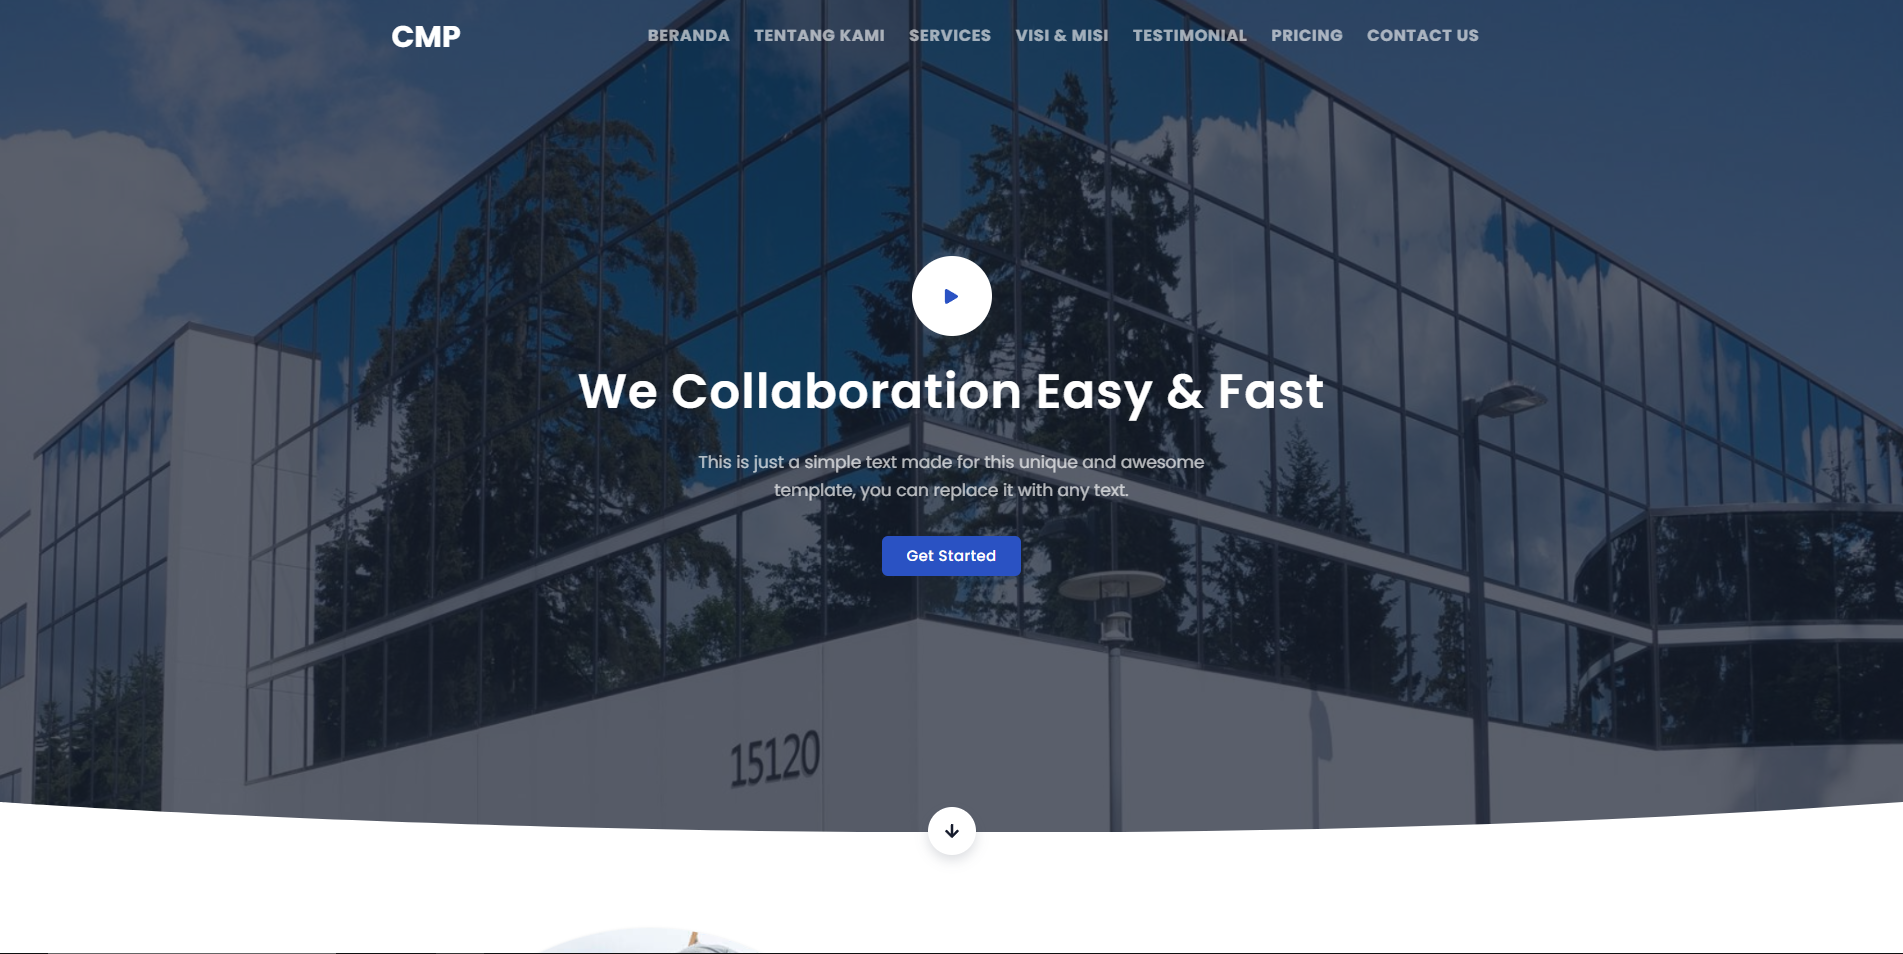 CMP
BERANDA TENTANG KAMI SERVICES VISI & MISI TESTIMONIAL PRICING CONTACT US
We Collaboration Easy & Fast
This is just a simple text made for this unique and awesome
template, you can replace it with any text.
Get Started
15120